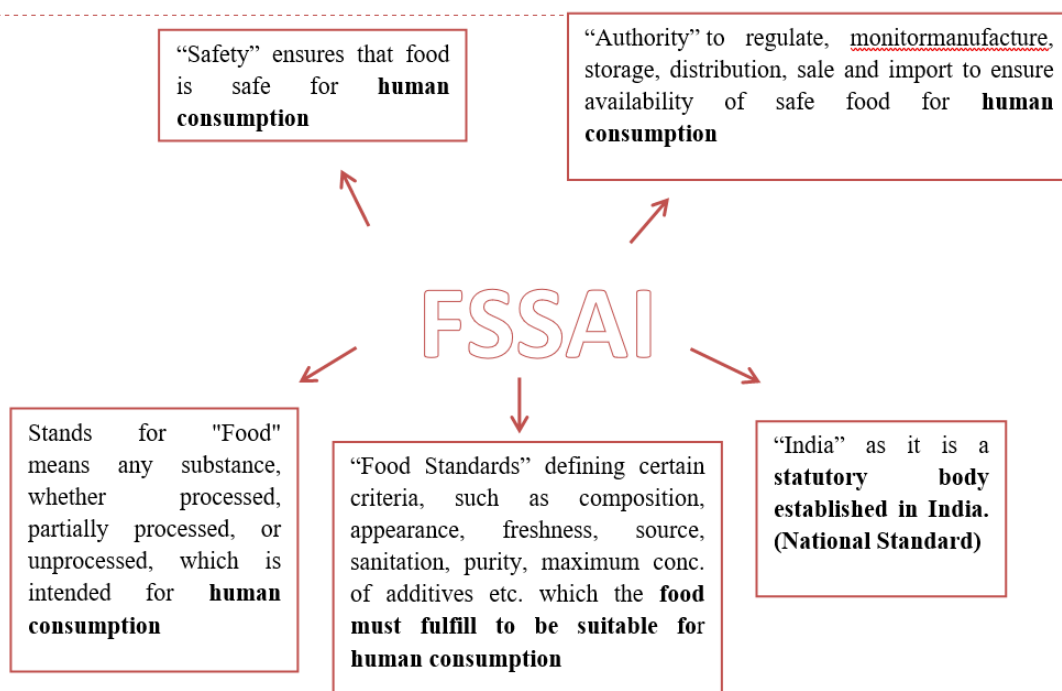 “Safety” ensures that food
is safe for human
consumption
“Authority” to regulate, monitormanufacture,
storage, distribution, sale and import to ensure
availability of safe food for human
consumption
FSSAI
Stands for "Food"
means any substance,
whether processed,
partially processed, or
unprocessed, which is
intended for human
consumption
“Food Standards” defining certain
criteria, such as composition,
appearance, freshness, source,
sanitation, purity, maximum conc.
of additives etc. which the food
must fulfill to be suitable for
human consumption
“India” as it is a
statutory body
established in India.
(National Standard)